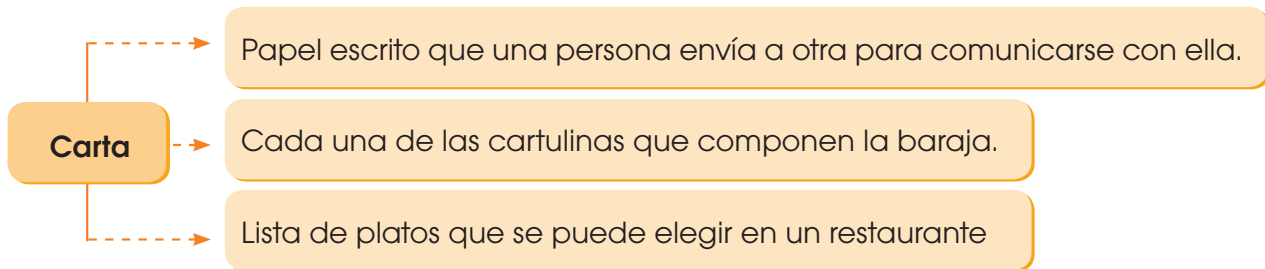 Papel escrito que una persona envía a otra para comunicarse con ella.
Carta
Cada una de las cartulinas que componen la baraja.
Lista de platos que se puede elegir en un restaurante